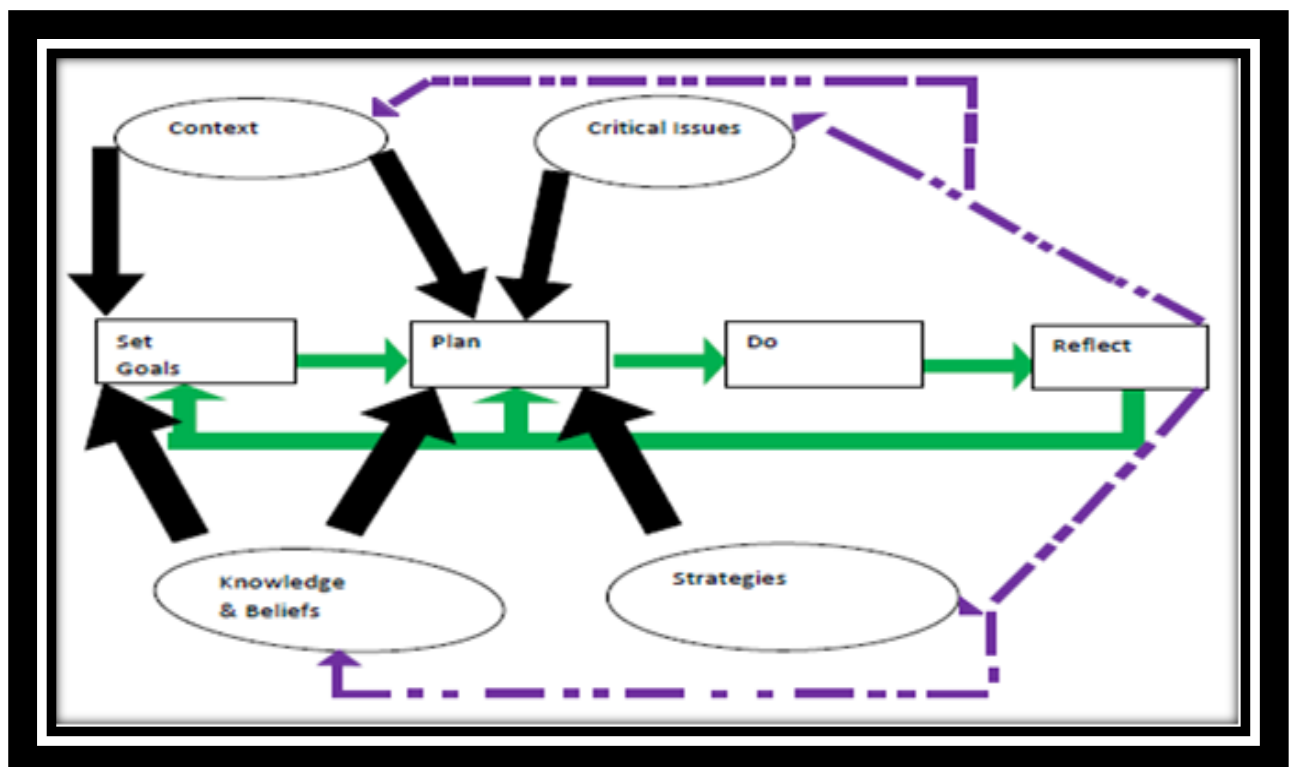 Context
Critical Issues
Set
Goals
Plan
Do
Reflect
Knowledge
& Beliefs
Strategies